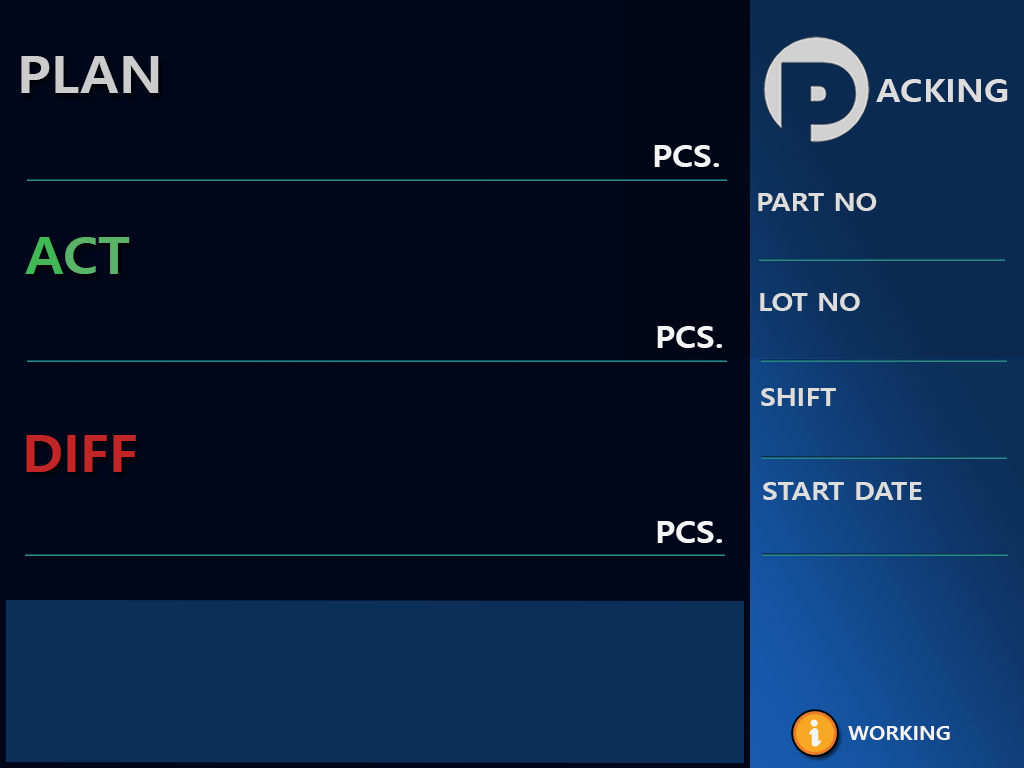 PLAN
PCS.
ACT
PCS.
DIFF
PCS.
PACKING
PART NO
LOT NO
SHIFT
START DATE
i WORKING